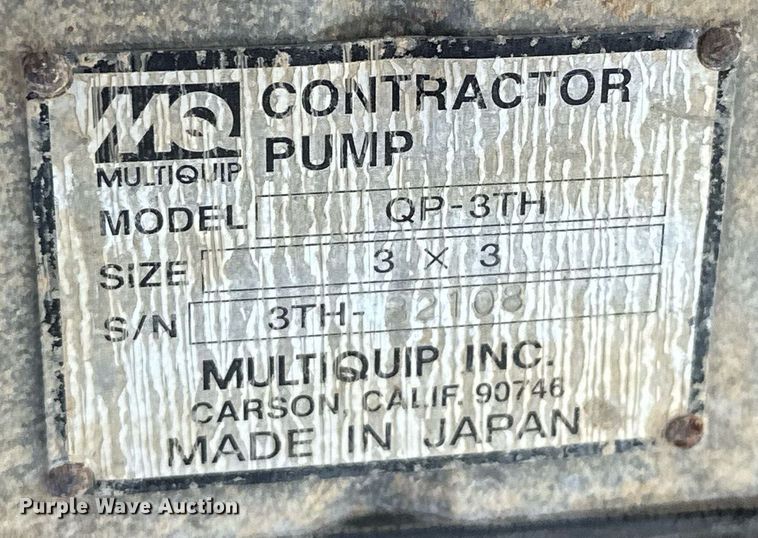 MQ CONTRACTOR
MULTIQUIP PUMP
MODEL QP-3TH
SIZE 3 X 3
S/N 3TH-32108
MULTIQUIP INC.
CARSON, CALIF. 90746
MADE IN JAPAN
Purple Wave Auction